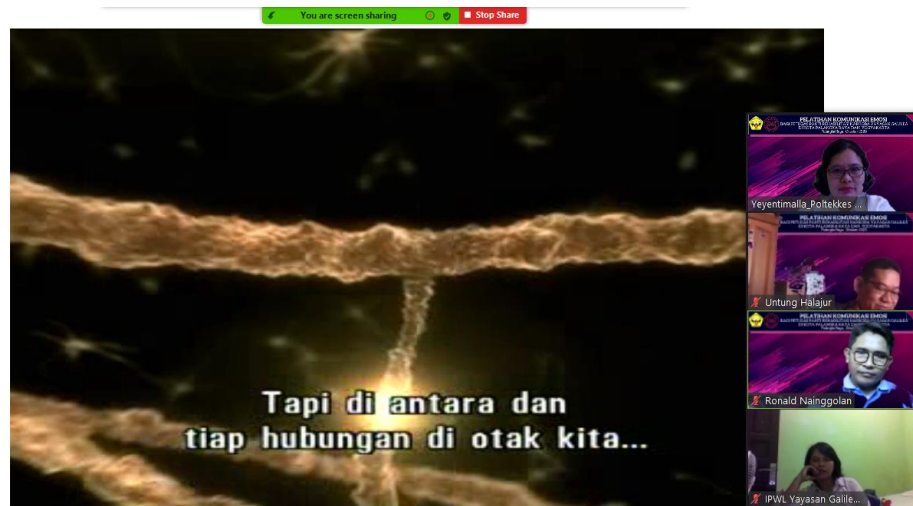 You are screen sharing
Stop Share
Tapi di antara dan
tiap hubungan di otak kita...
PELATIHAN KOMUNIKASI EMOSI
Yeyentimalla_Poltekkes ...
PELATIHAN KOMUNIKASI EMOSI
Untung Halajur
PELATIHAN KOMUNIKASI EMOSI
Ronald Nainggolan
IPWL Yayasan Galile...